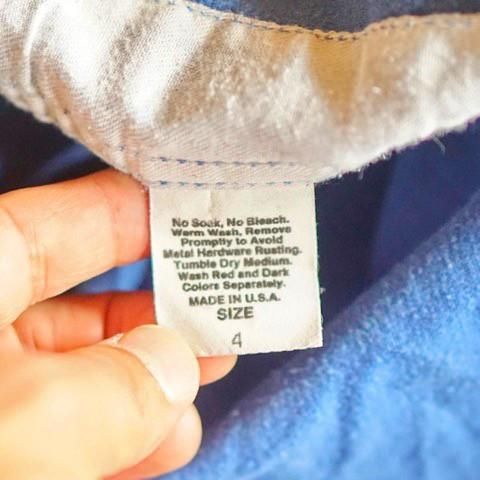 No Soak, No Bleach.
Warm Wash, Remove
Promptly to Avoid
Metal Hardware Rusting.
Tumble Dry Medium.
Wash Red and Dark
Colors Separately.
MADE IN U.S.A.
SIZE
4